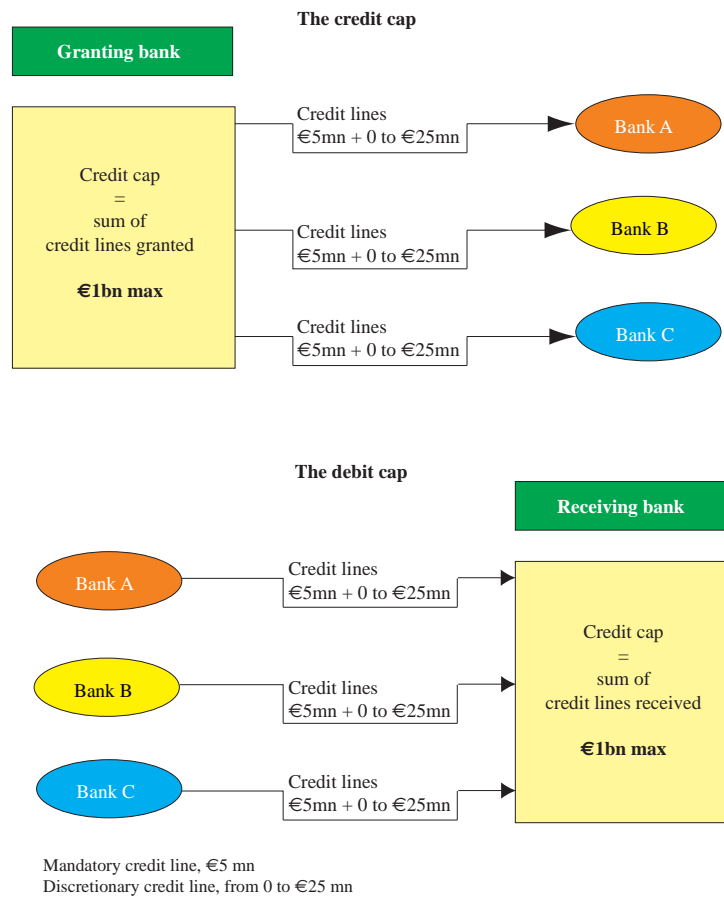 The credit cap
Granting bank
Credit cap
=
sum of
credit lines granted
€1bn max
Credit lines
€5mn + 0 to €25mn
Bank A
Credit lines
€5mn + 0 to €25mn
Bank B
Credit lines
€5mn + 0 to €25mn
Bank C
The debit cap
Receiving bank
Bank A
Credit lines
€5mn + 0 to €25mn
Bank B
Credit lines
€5mn + 0 to €25mn
Bank C
Credit lines
€5mn + 0 to €25mn
Credit cap
=
sum of
credit lines received
€1bn max
Mandatory credit line, €5 mn
Discretionary credit line, from 0 to €25 mn